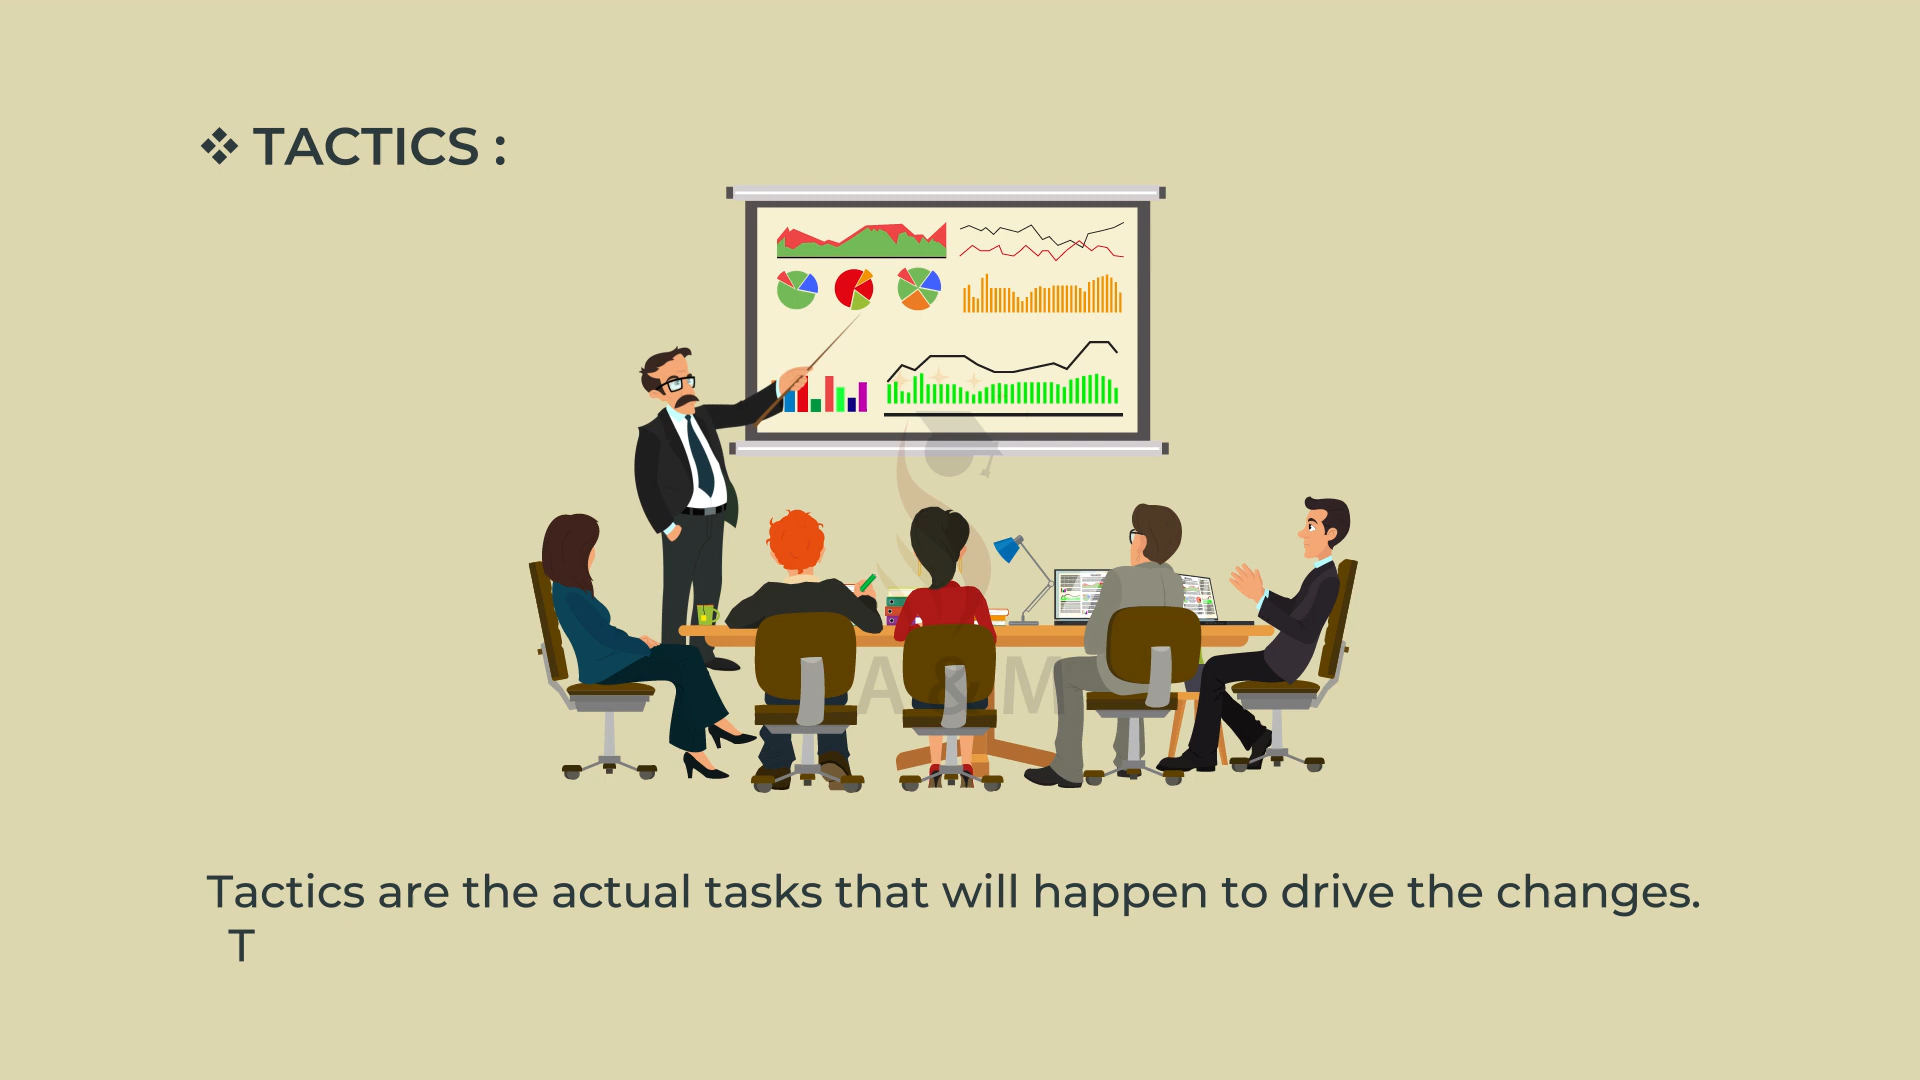 ❖ TACTICS :
A & M
Tactics are the actual tasks that will happen to drive the changes.
T